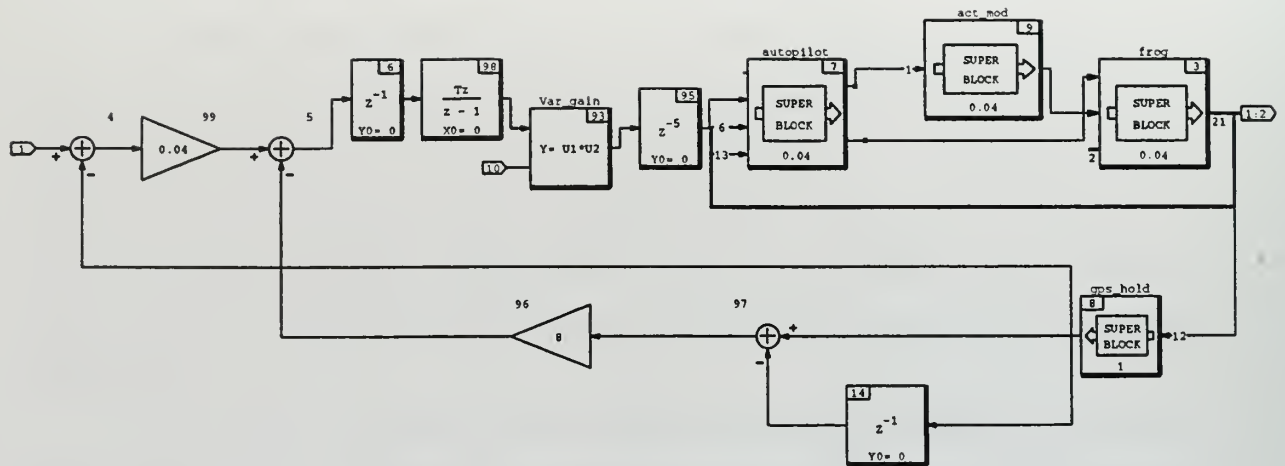 act_mod
9
SUPER
BLOCK
0.04
1
autopilot
7
SUPER
BLOCK
0.04
6
13
frog
3
SUPER
BLOCK
0.04
2
21
1:2
1
+
-
4
0.04
99
+
-
5
6
z⁻¹
Y0= 0
98
Tz
z - 1
X0= 0
Var_gain
93
Y= U1*U2
10
95
z⁻⁵
Y0= 0
gps_hold
8
SUPER
BLOCK
1
12
96
8
97
+
-
14
z⁻¹
Y0= 0